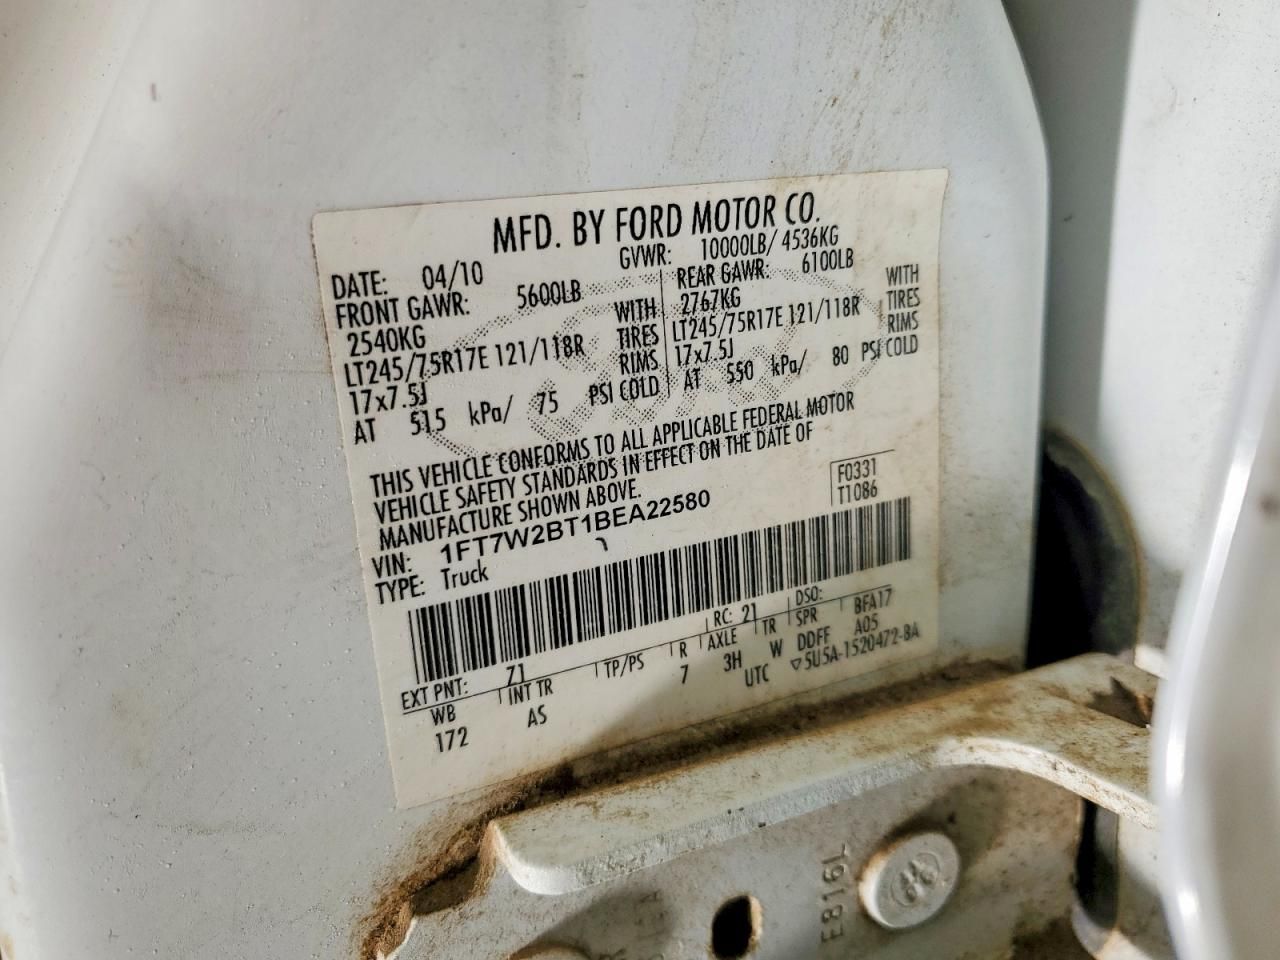 MFD. BY FORD MOTOR CO.
DATE: 04/10 GVWR: 10000LB/ 4536KG
FRONT GAWR: 5600LB REAR GAWR: 6100LB
2540KG WITH 2767KG WITH
LT245/75R17E 121/118R TIRES LT245/75R17E 121/118R TIRES
17x7.5J RIMS 17x7.5J RIMS
AT 515 kPa/ 75 PSI COLD AT 550 kPa/ 80 PSI COLD
THIS VEHICLE CONFORMS TO ALL APPLICABLE FEDERAL MOTOR
VEHICLE SAFETY STANDARDS IN EFFECT ON THE DATE OF
MANUFACTURE SHOWN ABOVE.
F0331
VIN: 1FT7W2BT1BEA22580 T1086
TYPE: Truck
EXT PNT: Z1 RC: 21 DSO:
WB INT TR TP/PS R AXLE TR SPR BFA17
172 AS 7 3H W DDFF A05
UTC ▽5U5A-1520472-BA
E816L